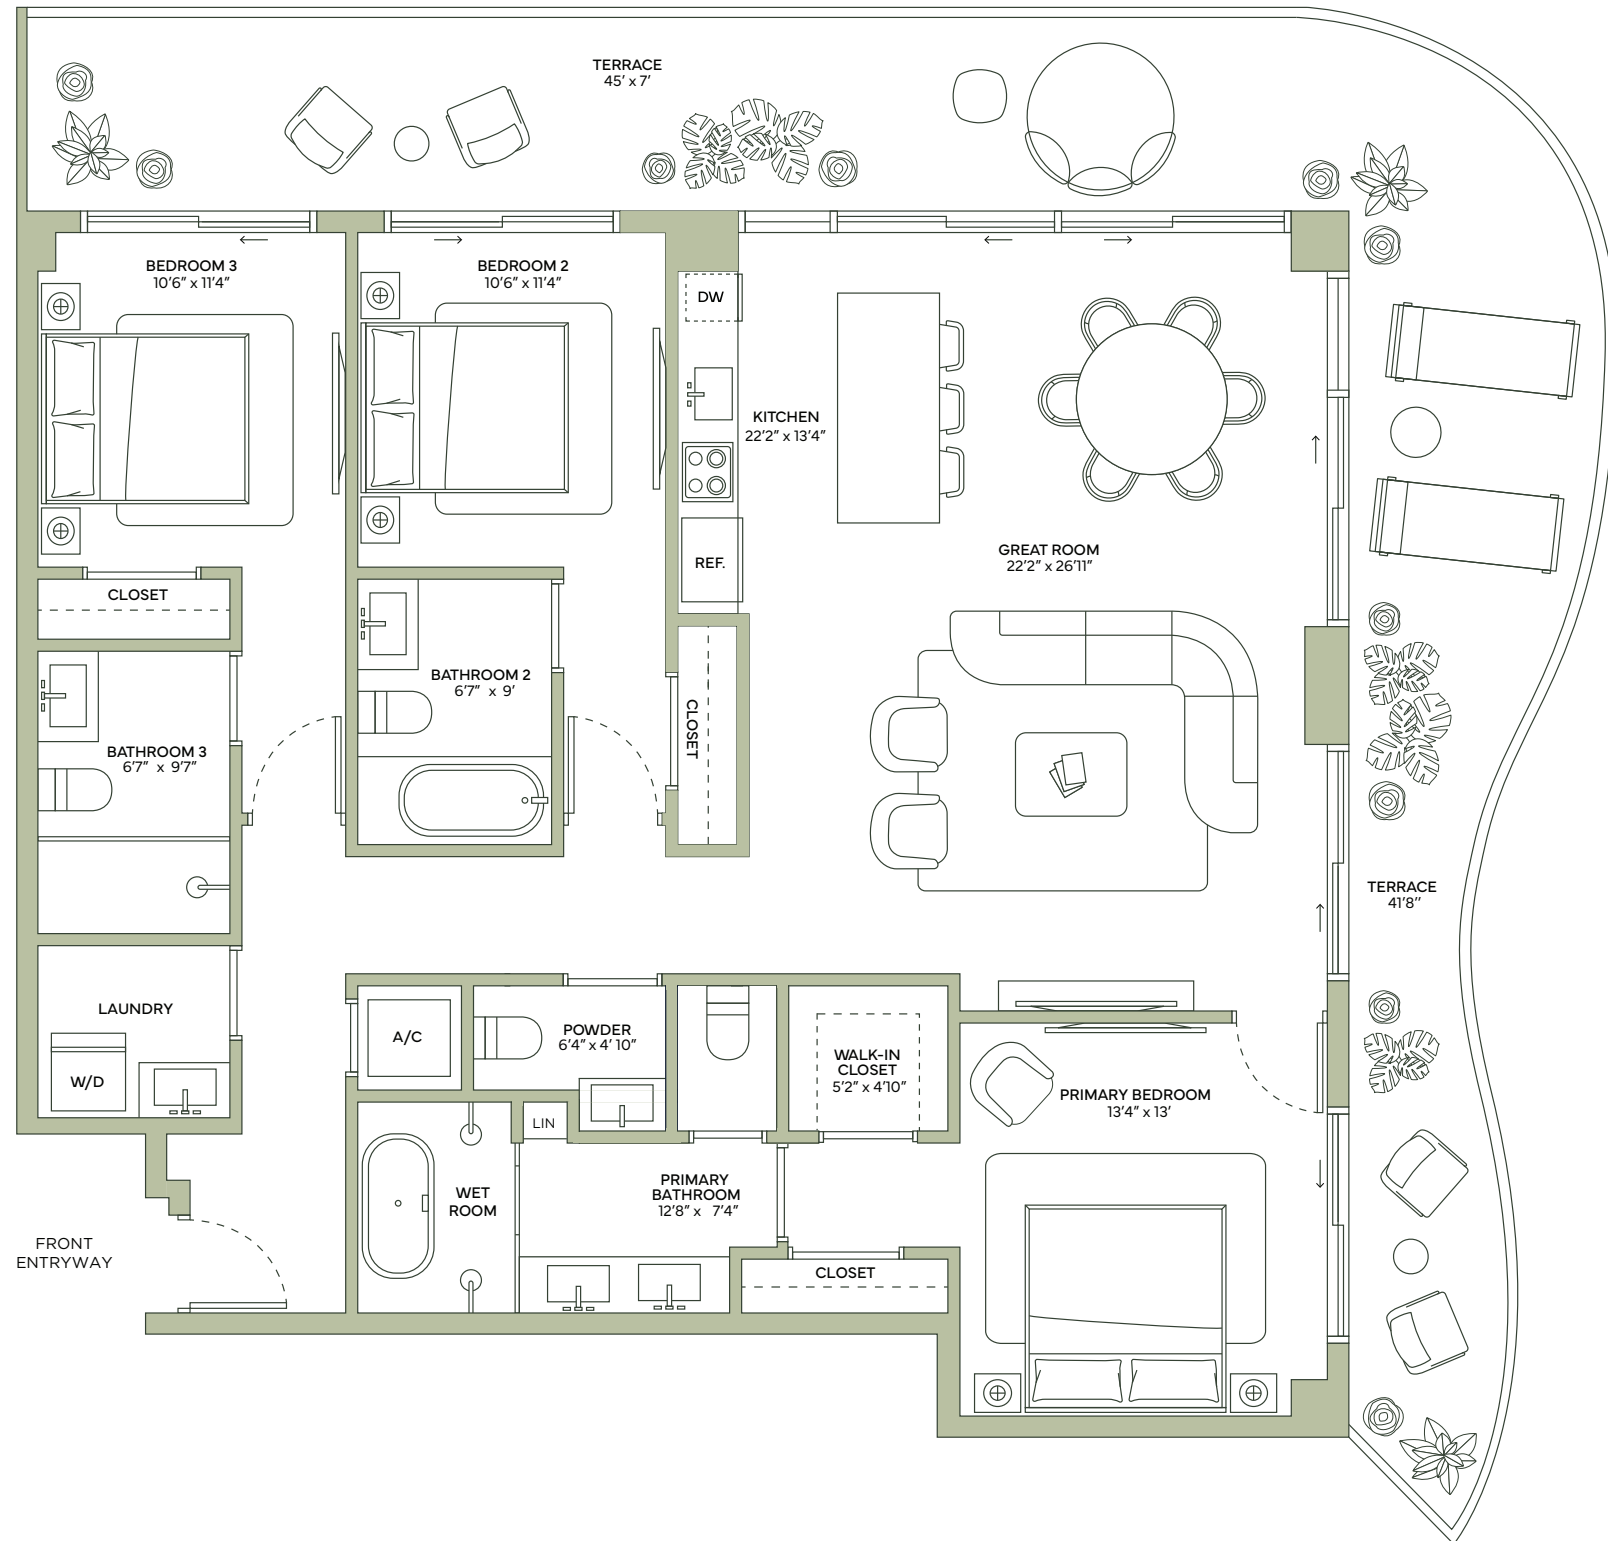 TERRACE
45' x 7'
BEDROOM 3
10'6" x 11'4"
BEDROOM 2
10'6" x 11'4"
DW
KITCHEN
22'2" x 13'4"
REF.
GREAT ROOM
22'2" x 26'11"
CLOSET
BATHROOM 2
6'7" x 9'
CLOSET
BATHROOM 3
6'7" x 9'7"
TERRACE
41'8''
LAUNDRY
W/D
A/C
POWDER
6'4" x 4' 10"
WALK-IN
CLOSET
5'2" x 4'10"
PRIMARY BEDROOM
13'4" x 13'
LIN
WET
ROOM
PRIMARY
BATHROOM
12'8" x 7'4"
CLOSET
FRONT
ENTRYWAY